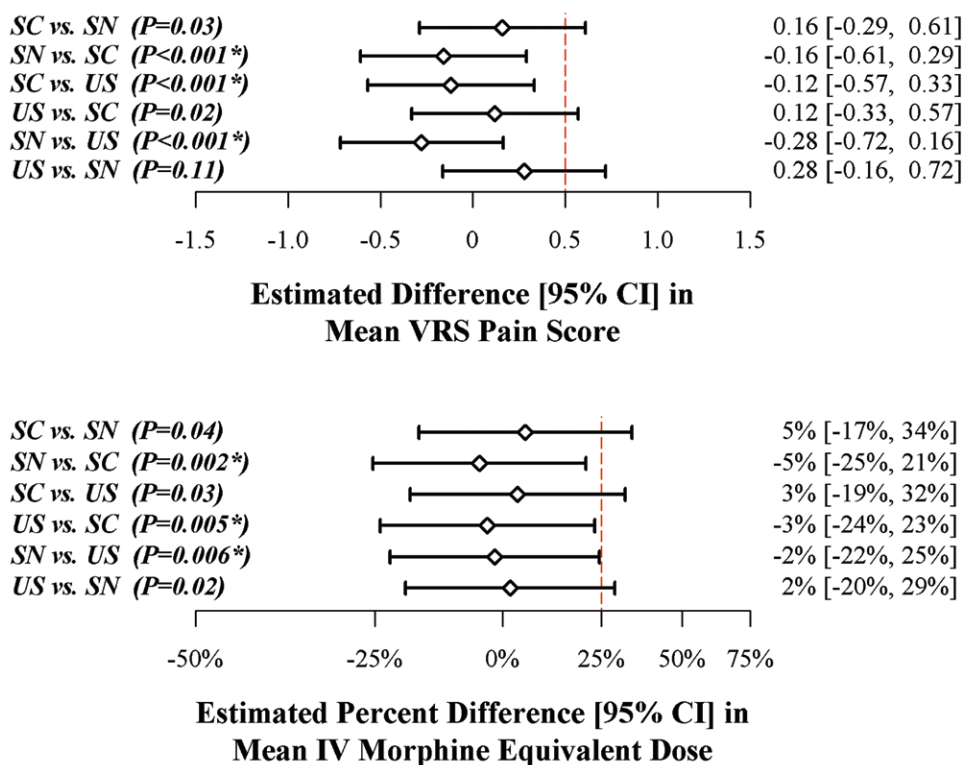 SC vs. SN (P=0.03) 0.16 [-0.29, 0.61]
SN vs. SC (P<0.001*) -0.16 [-0.61, 0.29]
SC vs. US (P<0.001*) -0.12 [-0.57, 0.33]
US vs. SC (P=0.02) 0.12 [-0.33, 0.57]
SN vs. US (P<0.001*) -0.28 [-0.72, 0.16]
US vs. SN (P=0.11) 0.28 [-0.16, 0.72]
-1.5 -1.0 -0.5 0 0.5 1.0 1.5
Estimated Difference [95% CI] in
Mean VRS Pain Score
SC vs. SN (P=0.04) 5% [-17%, 34%]
SN vs. SC (P=0.002*) -5% [-25%, 21%]
SC vs. US (P=0.03) 3% [-19%, 32%]
US vs. SC (P=0.005*) -3% [-24%, 23%]
SN vs. US (P=0.006*) -2% [-22%, 25%]
US vs. SN (P=0.02) 2% [-20%, 29%]
-50% -25% 0% 25% 50% 75%
Estimated Percent Difference [95% CI] in
Mean IV Morphine Equivalent Dose